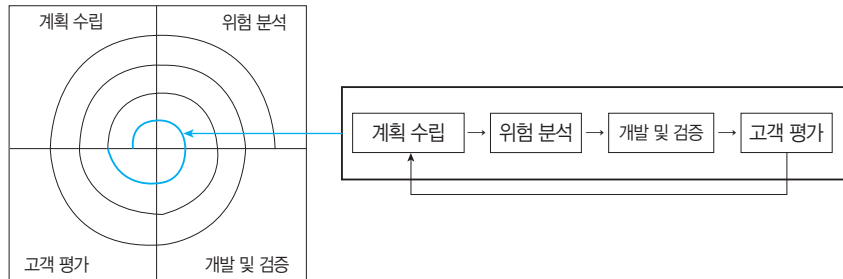 계획 수립
위험 분석
계획 수립 → 위험 분석 → 개발 및 검증 → 고객 평가
고객 평가
개발 및 검증